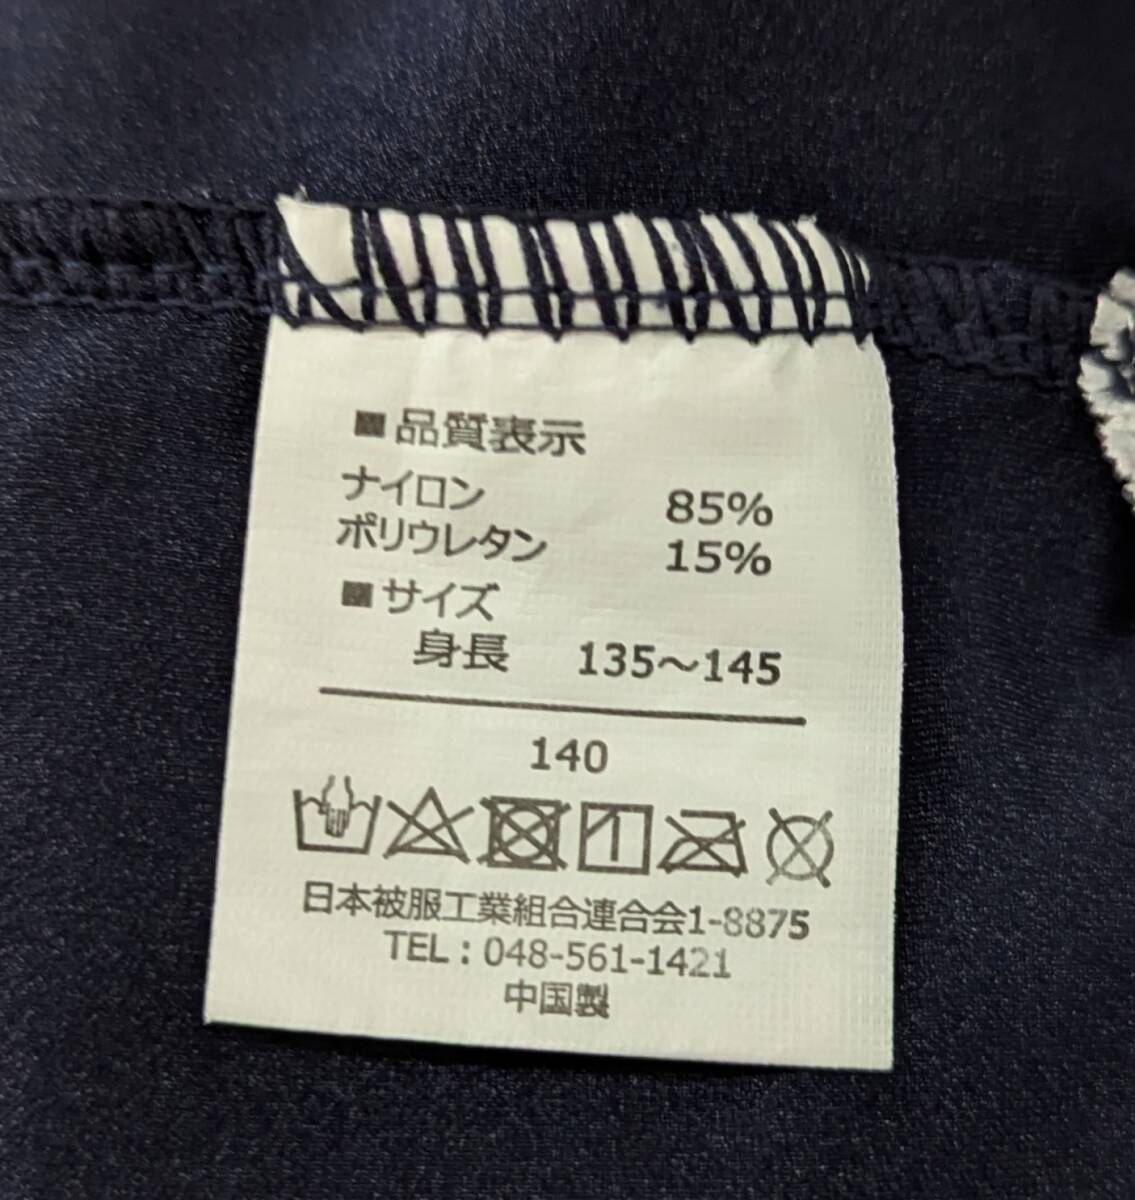 ■品質表示
ナイロン 85%
ポリウレタン 15%
■サイズ
身長 135～145
140
日本被服工業組合連合会1-8875
TEL：048-561-1421
中国製